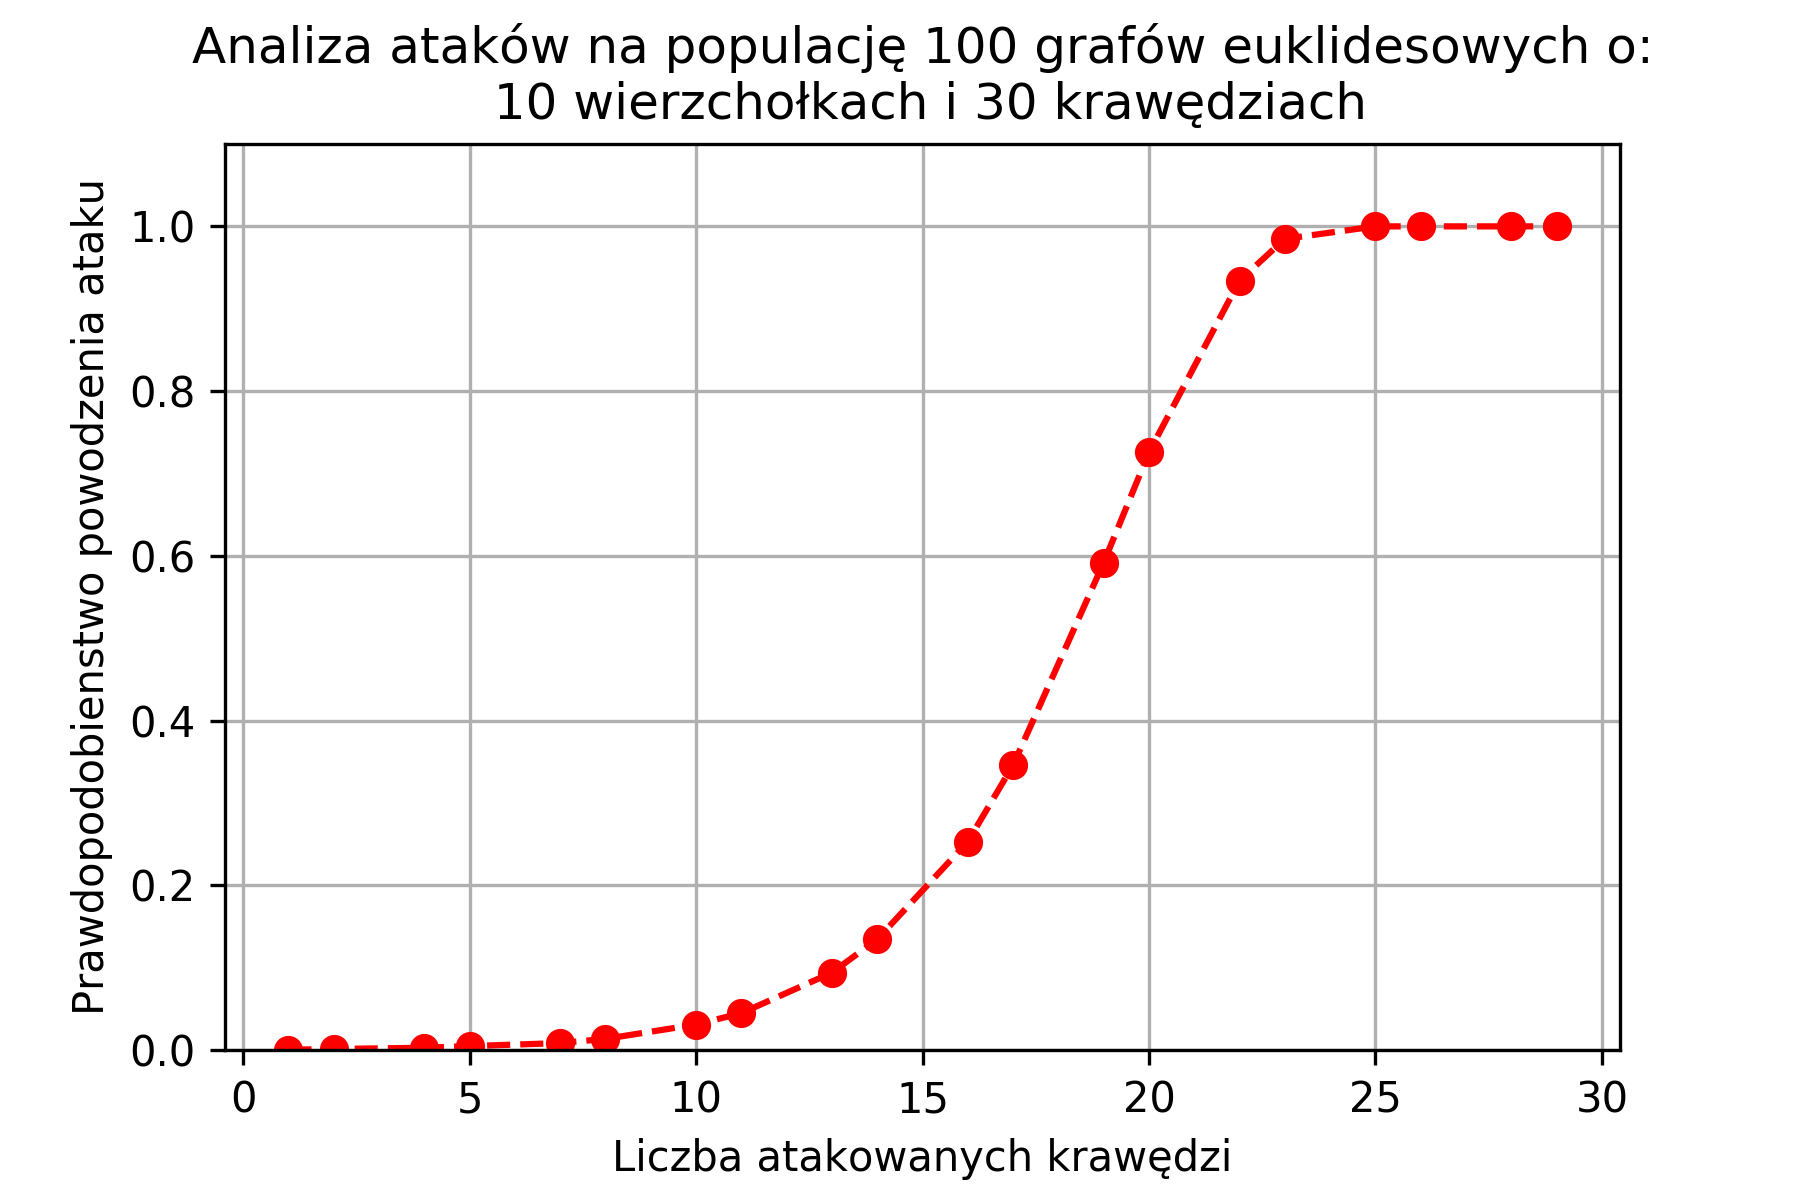 Analiza ataków na populację 100 grafów euklidesowych o:
10 wierzchołkach i 30 krawędziach
Prawdopodobienstwo powodzenia ataku
1.0
0.8
0.6
0.4
0.2
0.0
0 5 10 15 20 25 30
Liczba atakowanych krawędzi